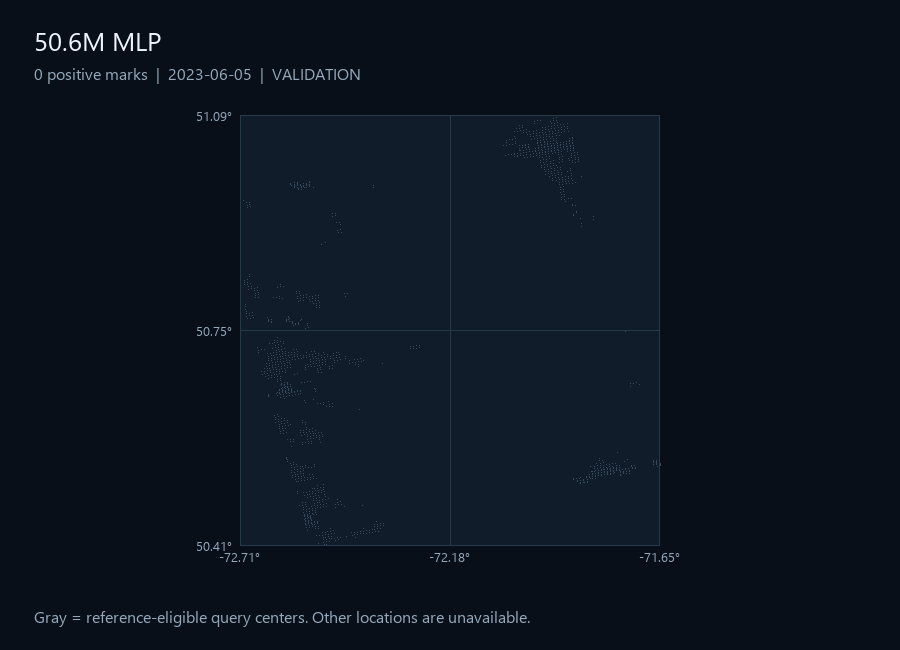 50.6M MLP
0 positive marks | 2023-06-05 | VALIDATION
51.09°
50.75°
50.41°
-72.71°
-72.18°
-71.65°
Gray = reference-eligible query centers. Other locations are unavailable.